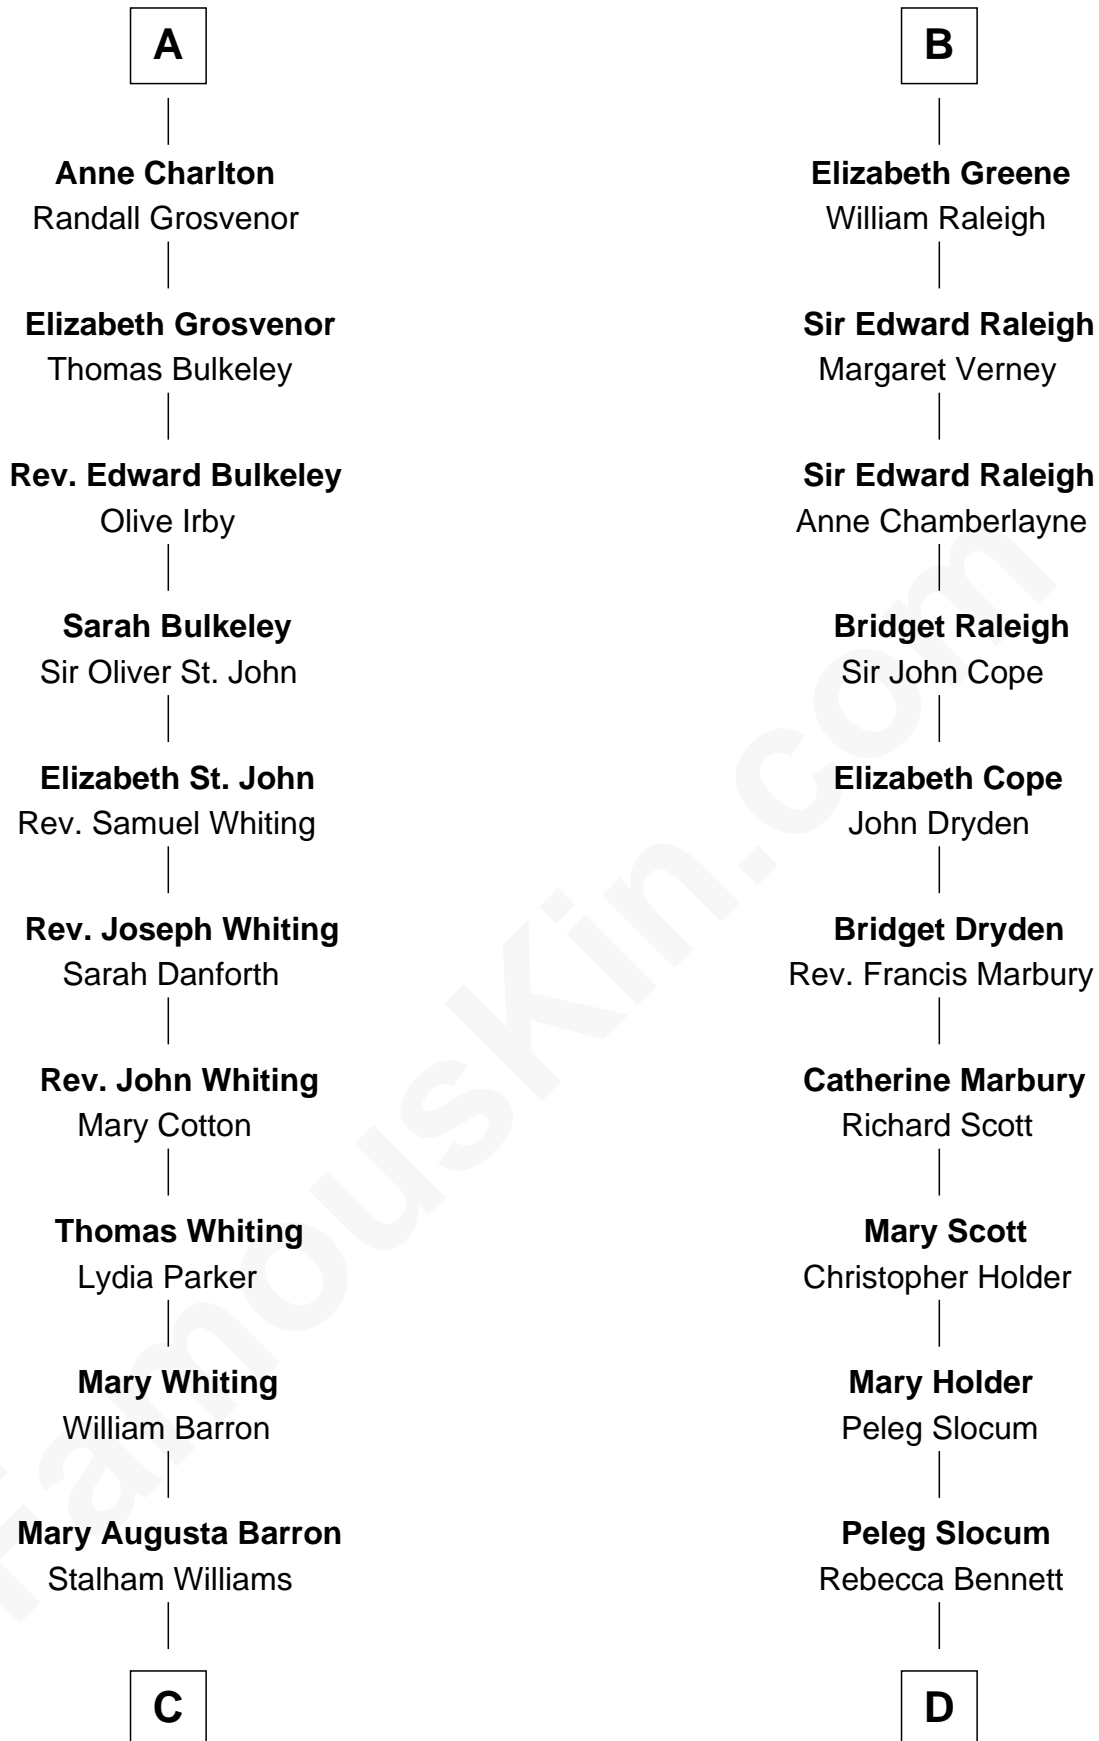 A
Anne Charlton
Randall Grosvenor
Elizabeth Grosvenor
Thomas Bulkeley
Rev. Edward Bulkeley
Olive Irby
Sarah Bulkeley
Sir Oliver St. John
Elizabeth St. John
Rev. Samuel Whiting
Rev. Joseph Whiting
Sarah Danforth
Rev. John Whiting
Mary Cotton
Thomas Whiting
Lydia Parker
Mary Whiting
William Barron
Mary Augusta Barron
Stalham Williams
C
B
Elizabeth Greene
William Raleigh
Sir Edward Raleigh
Margaret Verney
Sir Edward Raleigh
Anne Chamberlayne
Bridget Raleigh
Sir John Cope
Elizabeth Cope
John Dryden
Bridget Dryden
Rev. Francis Marbury
Catherine Marbury
Richard Scott
Mary Scott
Christopher Holder
Mary Holder
Peleg Slocum
Peleg Slocum
Rebecca Bennett
D
FamousKin.com